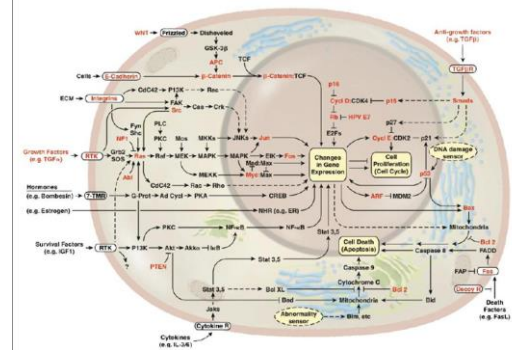 WNT
Frizzled
Disheveled
GSK-3β
APC
TCF
Cells
E-Cadherin
β-Catenin
β-Catenin:TCF
ECM
Integrins
CdC42
PI3K
Rac
FAK
Src
Cas
Crk
Fyn
Shc
PLC
NF1
Growth Factors
(e.g. TGFα)
RTK
Grb2
SOS
Ras
PKC
Mos
MKKs
JNKs
Jun
Raf
MEK
MAPK
MAPK
Elk
Fos
Abl
MEKK
Mad:Max
Myc:Max
CdC42
Rac
Rho
Hormones
(e.g. Bombesin)
7-TMR
G-Prot
Ad Cycl
PKA
CREB
(e.g. Estrogen)
NHR (e.g. ER)
Survival Factors
(e.g. IGF1)
RTK
PI3K
PKC
NF-κB
NF-κB
Akt
Akkα
IκB
PTEN
?
Stat 3,5
Stat 3,5
Jaks
Cytokine R
Cytokines
(e.g. IL-3/6)
Bcl XL
Bad
Abnormality
sensor
Bim, etc
Mitochondria
Cytochrome C
Caspase 9
Cell Death
(Apoptosis)
Bcl 2
Bid
Caspase 8
FADD
FAP
Fas
Decoy R
Death
Factors
(e.g. FasL)
Bcl 2
Mitochondria
Bax
Changes
in Gene
Expression
Cell
Proliferation
(Cell Cycle)
p16
Cycl D:CDK4
p15
Rb
HPV E7
E2Fs
p27
Cycl E:CDK2
p21
DNA damage
sensor
p53
ARF
MDM2
Smads
TGFβR
Anti-growth factors
(e.g. TGFβ)